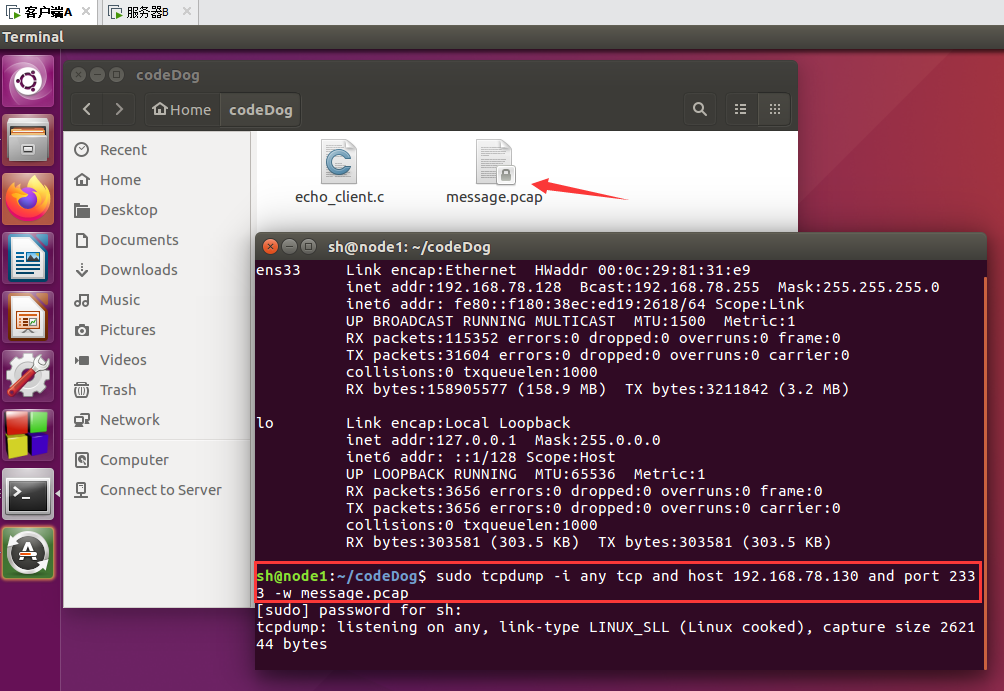 客户端A
服务器B
Terminal
codeDog
Home
codeDog
Recent
Home
Desktop
Documents
Downloads
Music
Pictures
Videos
Trash
Network
Computer
Connect to Server
echo_client.c
message.pcap
sh@node1: ~/codeDog
ens33     Link encap:Ethernet  HWaddr 00:0c:29:81:31:e9
inet addr:192.168.78.128  Bcast:192.168.78.255  Mask:255.255.255.0
inet6 addr: fe80::f180:38ec:ed19:2618/64 Scope:Link
UP BROADCAST RUNNING MULTICAST  MTU:1500  Metric:1
RX packets:115352 errors:0 dropped:0 overruns:0 frame:0
TX packets:31604 errors:0 dropped:0 overruns:0 carrier:0
collisions:0 txqueuelen:1000
RX bytes:158905577 (158.9 MB)  TX bytes:3211842 (3.2 MB)
lo        Link encap:Local Loopback
inet addr:127.0.0.1  Mask:255.0.0.0
inet6 addr: ::1/128 Scope:Host
UP LOOPBACK RUNNING  MTU:65536  Metric:1
RX packets:3656 errors:0 dropped:0 overruns:0 frame:0
TX packets:3656 errors:0 dropped:0 overruns:0 carrier:0
collisions:0 txqueuelen:1000
RX bytes:303581 (303.5 KB)  TX bytes:303581 (303.5 KB)
sh@node1:~/codeDog$ sudo tcpdump -i any tcp and host 192.168.78.130 and port 233
3 -w message.pcap
[sudo] password for sh:
tcpdump: listening on any, link-type LINUX_SLL (Linux cooked), capture size 2621
44 bytes